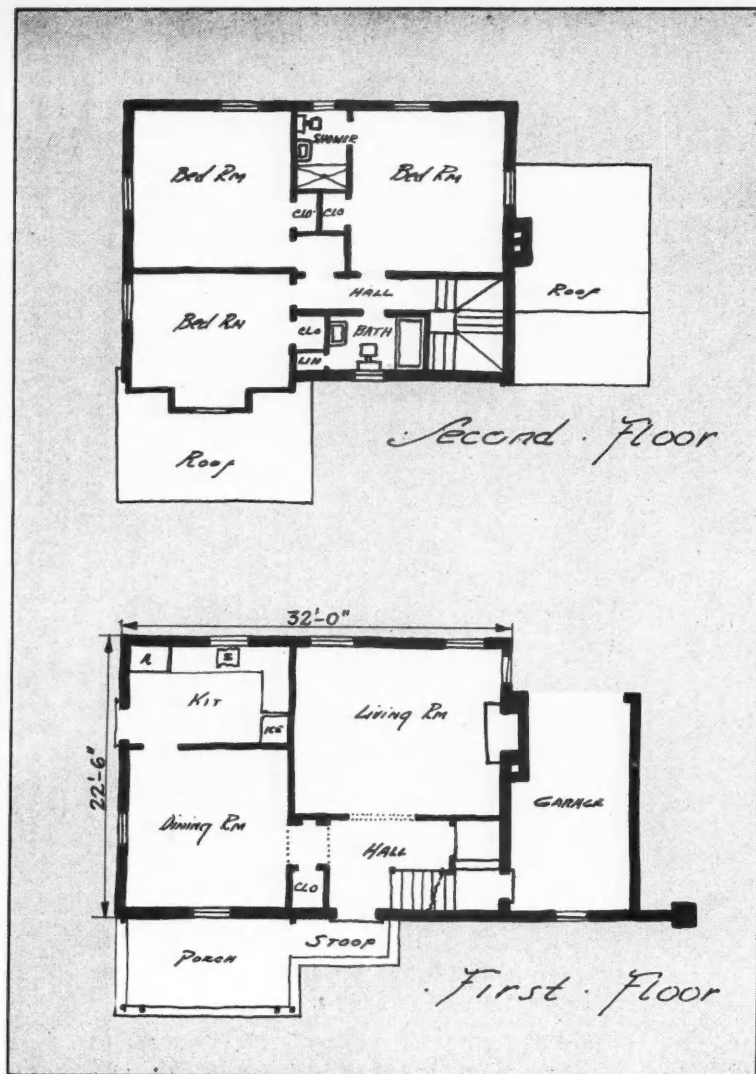 SHOWER
Bed Rm
Bed Rm
CLO
CLO
HALL
Roof
Bed Rm
CLO
BATH
LIN
Second . Floor
Roof
32'-0"
R
S
KIT
Living Rm
22'-6"
ICE
GARAGE
Dining Rm
HALL
CLO
STOOP
PORCH
. First . Floor